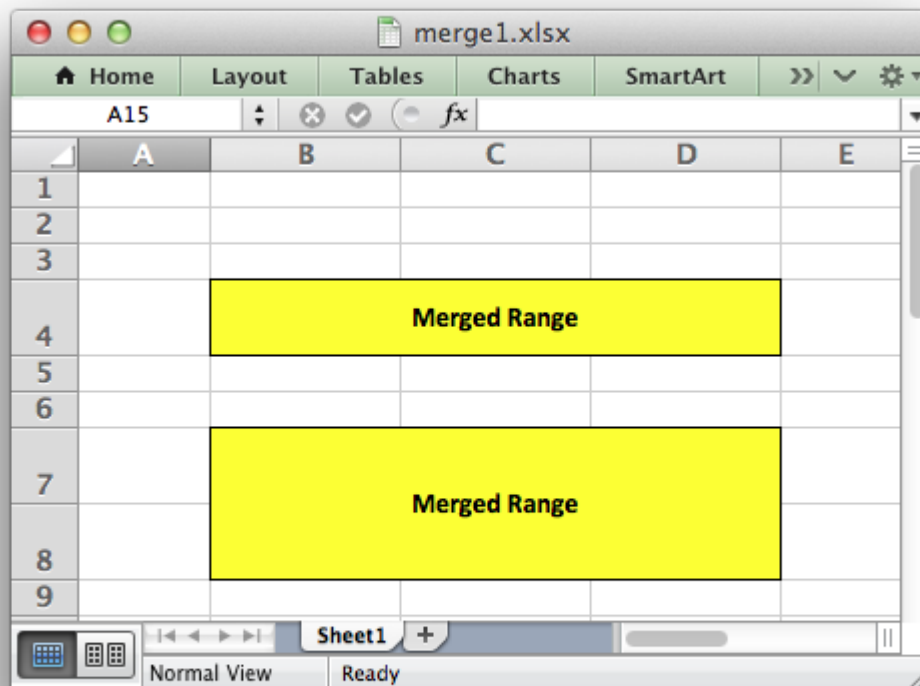 merge1.xlsx
Home Layout Tables Charts SmartArt
A15 fx
A B C D E
1
2
3
4 Merged Range
5
6
7
Merged Range
8
9
Sheet1 +
Normal View Ready